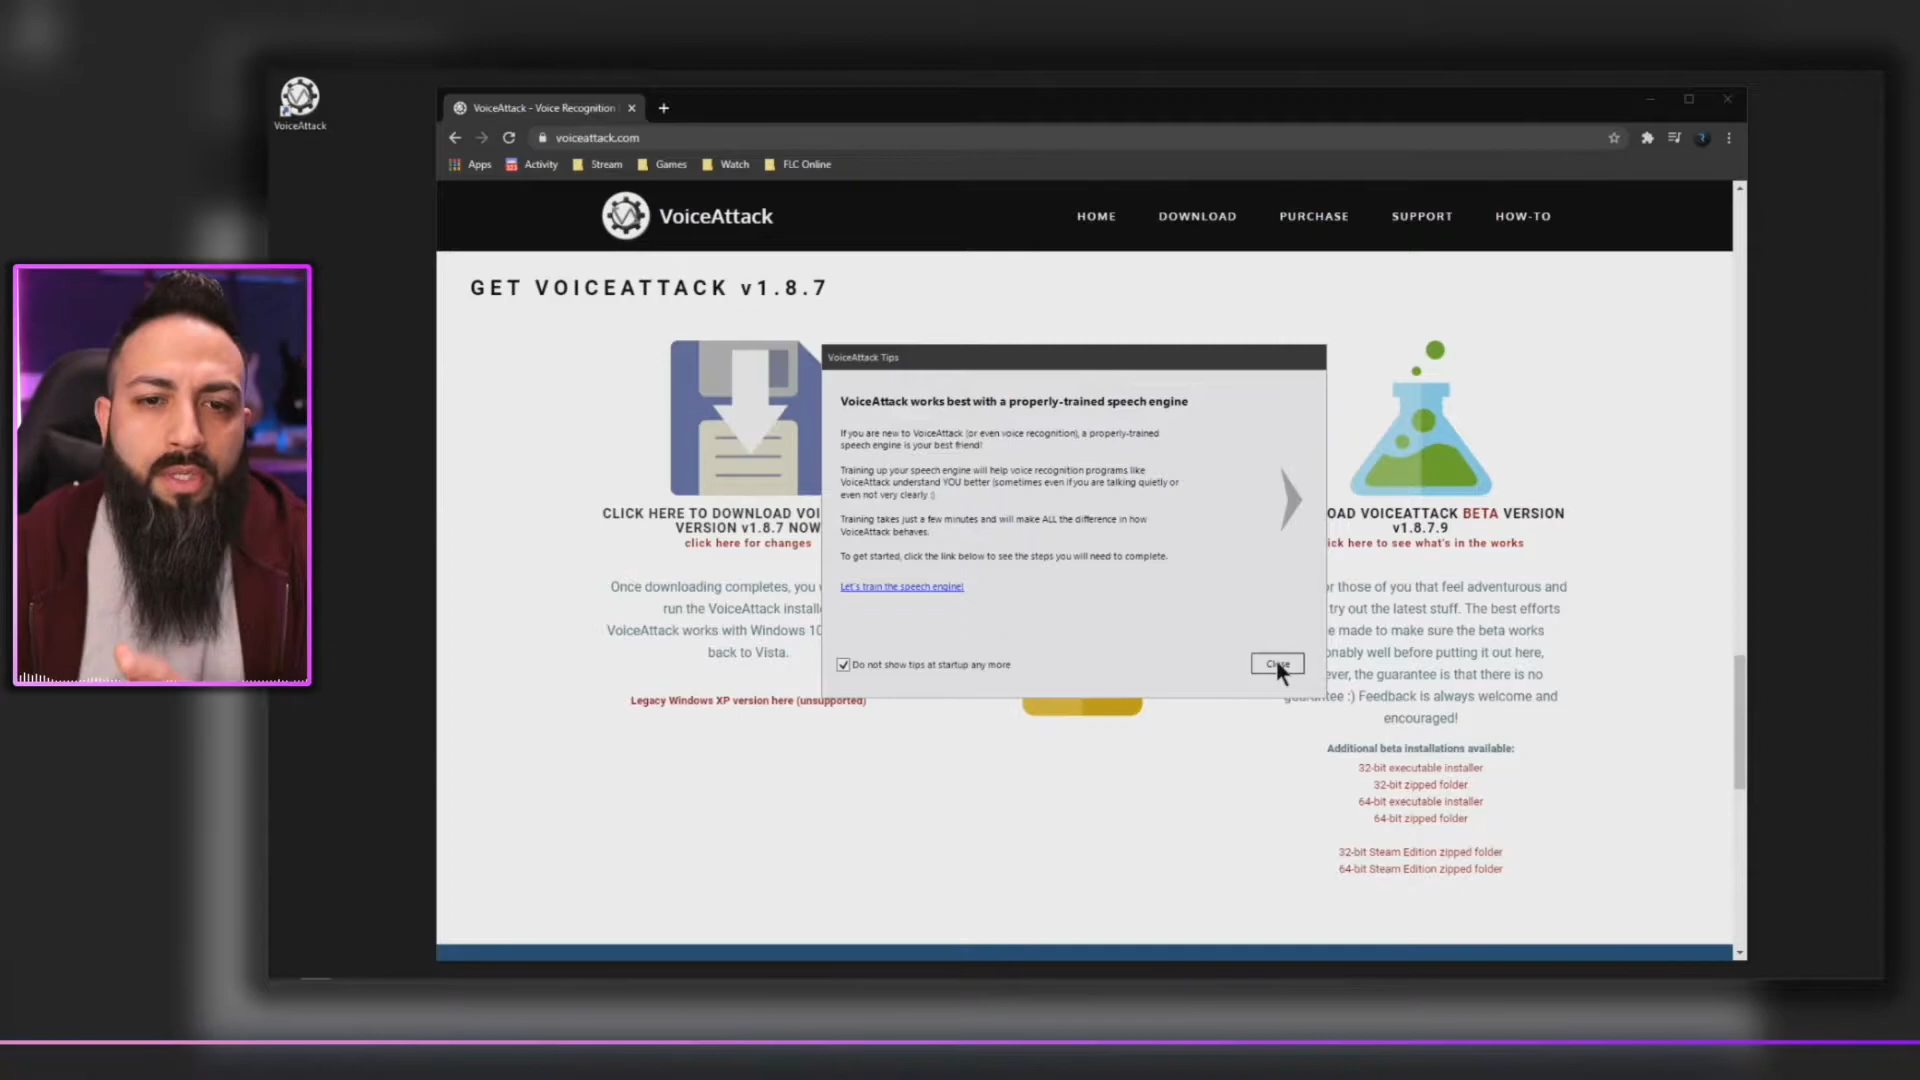 VoiceAttack
VoiceAttack - Voice Recognition
voiceattack.com
Apps
Activity
Stream
Games
Watch
FLC Online
VoiceAttack
HOME
DOWNLOAD
PURCHASE
SUPPORT
HOW-TO
GET VOICEATTACK v1.8.7
CLICK HERE TO DOWNLOAD VOI
VERSION v1.8.7 NOW
click here for changes
Once downloading completes, you
run the VoiceAttack install
VoiceAttack works with Windows 10
back to Vista.
Legacy Windows XP version here (unsupported)
VoiceAttack Tips
VoiceAttack works best with a properly-trained speech engine
If you are new to VoiceAttack (or even voice recognition), a properly-trained
speech engine is your best friend!
Training up your speech engine will help voice recognition programs like
VoiceAttack understand YOU better (sometimes even if you are talking quietly or
even not very clearly :)
Training takes just a few minutes and will make ALL the difference in how
VoiceAttack behaves.
To get started, click the link below to see the steps you will need to complete.
Let's train the speech engine!
Do not show tips at startup any more
Close
OAD VOICEATTACK BETA VERSION
v1.8.7.9
ick here to see what's in the works
or those of you that feel adventurous and
try out the latest stuff. The best efforts
e made to make sure the beta works
onably well before putting it out here,
ever, the guarantee is that there is no
guarantee :) Feedback is always welcome and
encouraged!
Additional beta installations available:
32-bit executable installer
32-bit zipped folder
64-bit executable installer
64-bit zipped folder
32-bit Steam Edition zipped folder
64-bit Steam Edition zipped folder